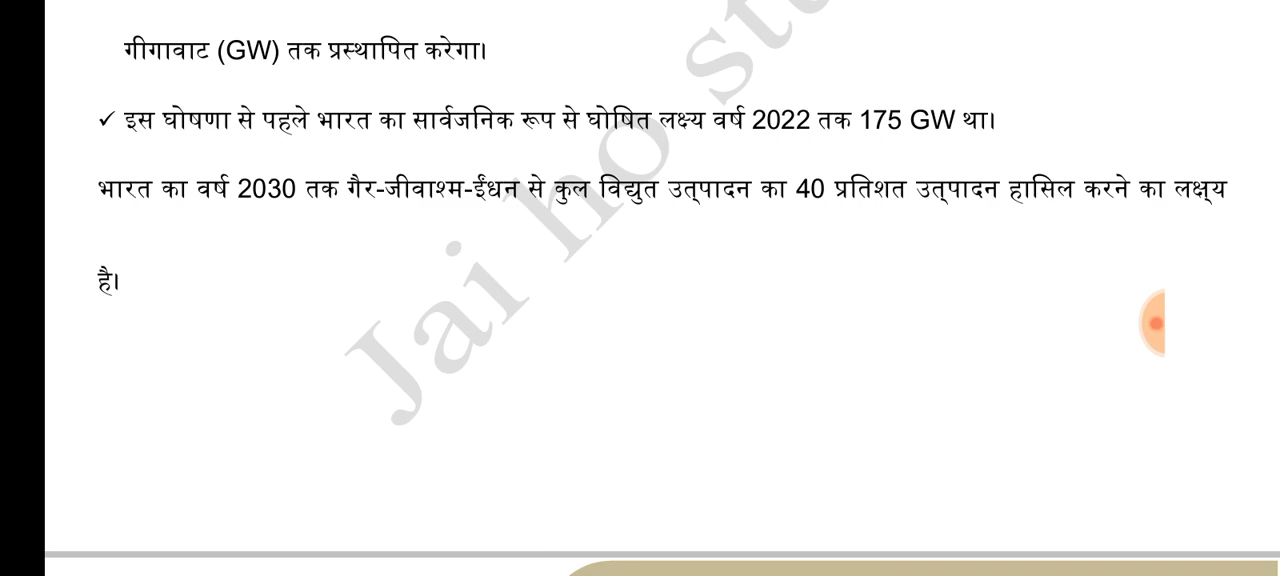 गीगावाट (GW) तक प्रस्थापित करेगा।
✓ इस घोषणा से पहले भारत का सार्वजनिक रूप से घोषित लक्ष्य वर्ष 2022 तक 175 GW था।
भारत का वर्ष 2030 तक गैर-जीवाश्म-ईंधन से कुल विद्युत उत्पादन का 40 प्रतिशत उत्पादन हासिल करने का लक्ष्य
है।
Jai ho